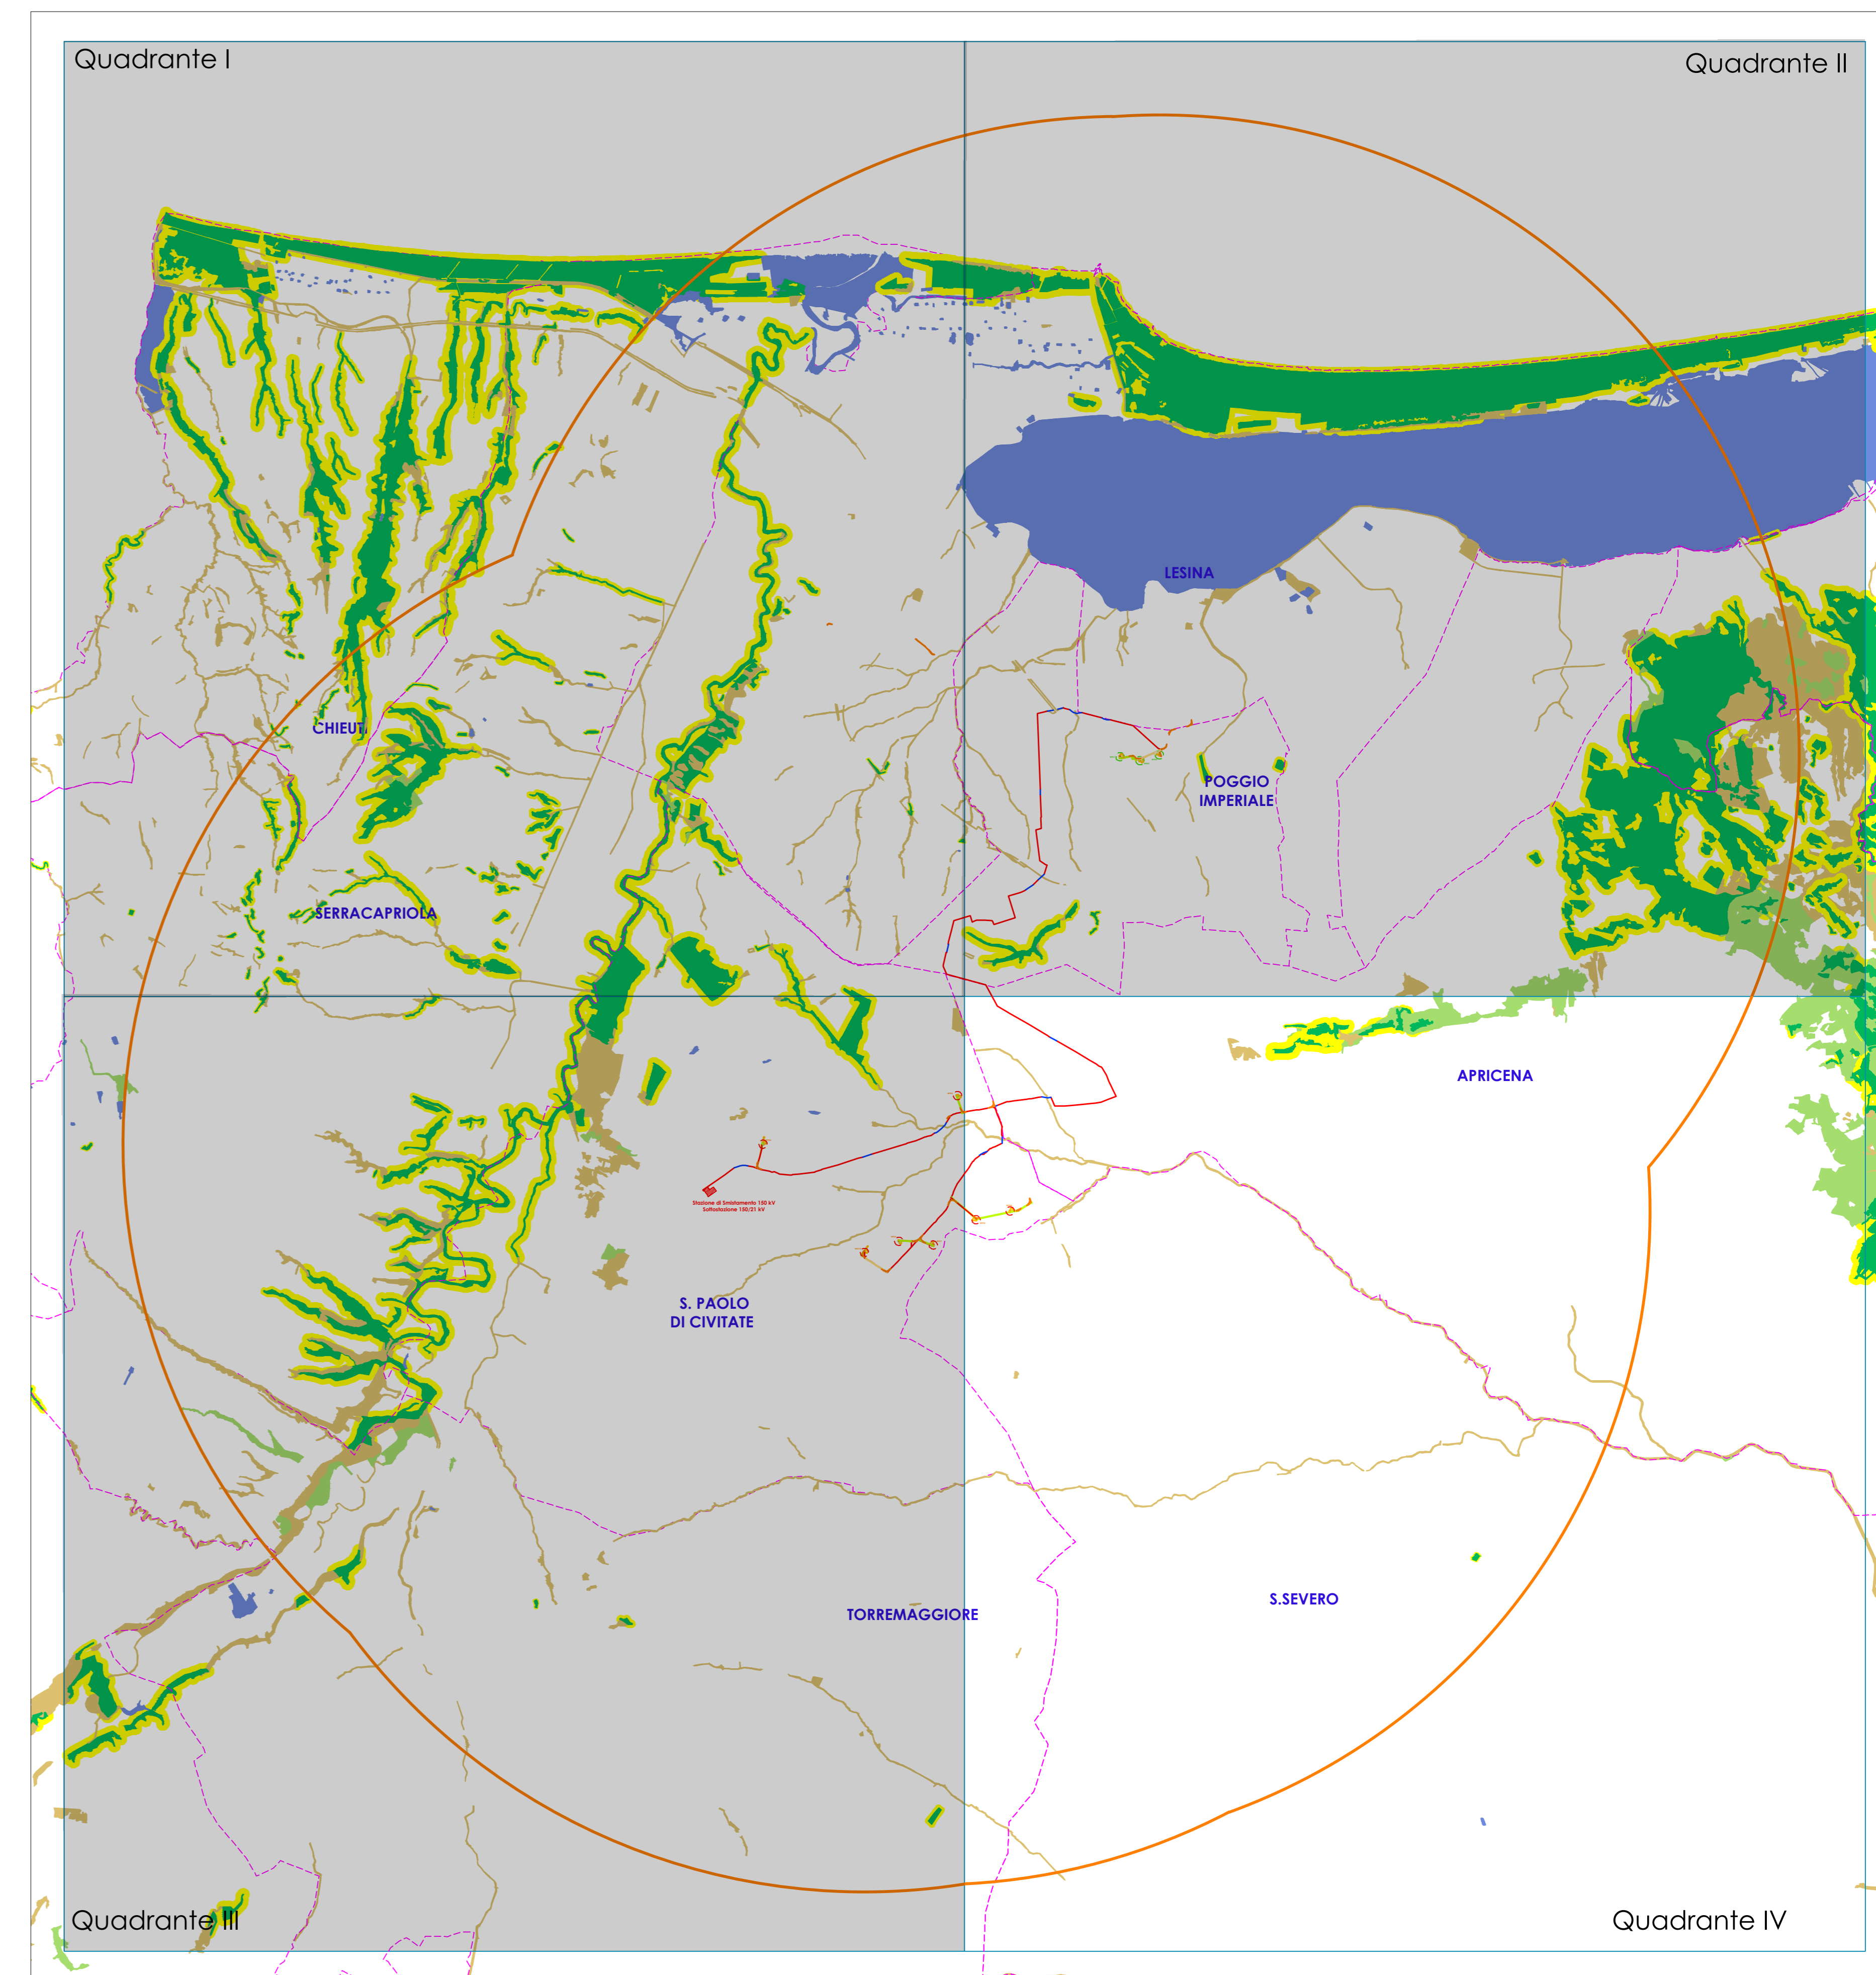 Quadrante I
Quadrante II
LESINA
CHIEUTI
POGGIO
IMPERIALE
SERRACAPRIOLA
APRICENA
Stazione di Smistamento 150 kV
Sottostazione 150/21 kV
S. PAOLO
DI CIVITATE
S.SEVERO
TORREMAGGIORE
Quadrante III
Quadrante IV